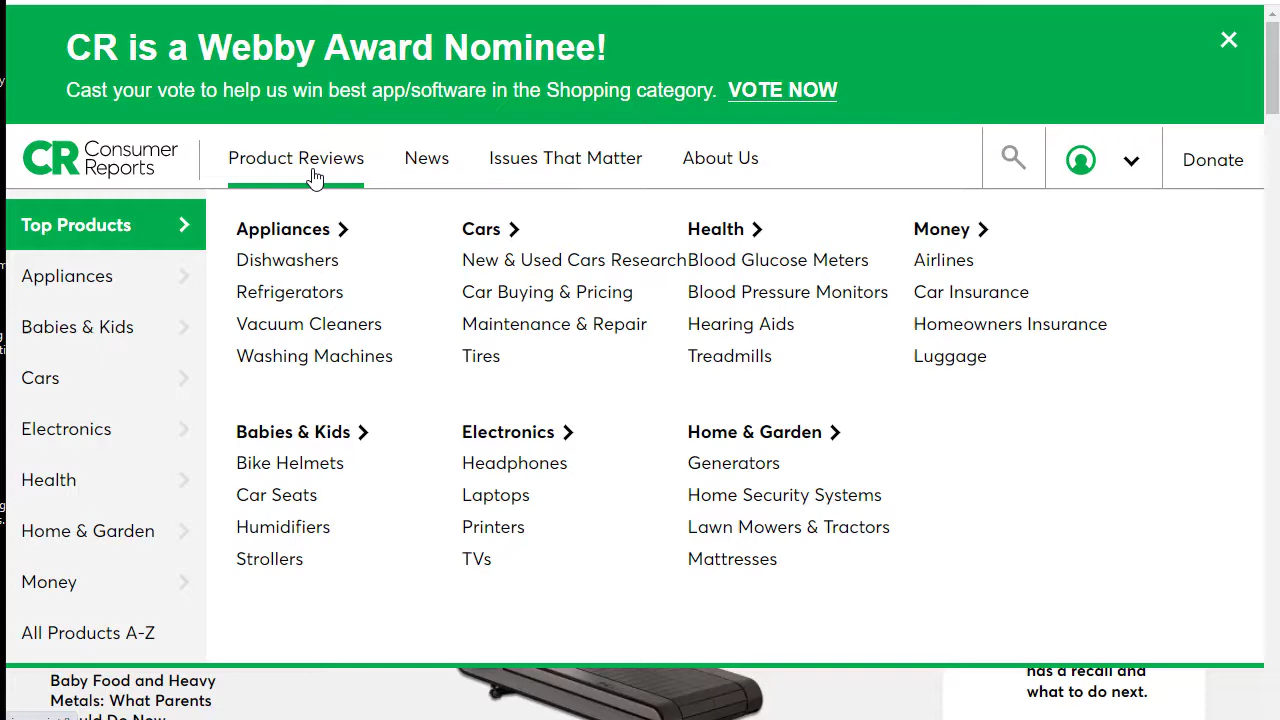 CR is a Webby Award Nominee!
Cast your vote to help us win best app/software in the Shopping category. VOTE NOW
CR Consumer Reports
Product Reviews
News
Issues That Matter
About Us
Donate
Top Products
Appliances
Babies & Kids
Cars
Electronics
Health
Home & Garden
Money
All Products A-Z
Appliances
Dishwashers
Refrigerators
Vacuum Cleaners
Washing Machines
Cars
New & Used Cars Research
Car Buying & Pricing
Maintenance & Repair
Tires
Health
Blood Glucose Meters
Blood Pressure Monitors
Hearing Aids
Treadmills
Money
Airlines
Car Insurance
Homeowners Insurance
Luggage
Babies & Kids
Bike Helmets
Car Seats
Humidifiers
Strollers
Electronics
Headphones
Laptops
Printers
TVs
Home & Garden
Generators
Home Security Systems
Lawn Mowers & Tractors
Mattresses
Baby Food and Heavy
Metals: What Parents
Do Now
has a recall and
what to do next.